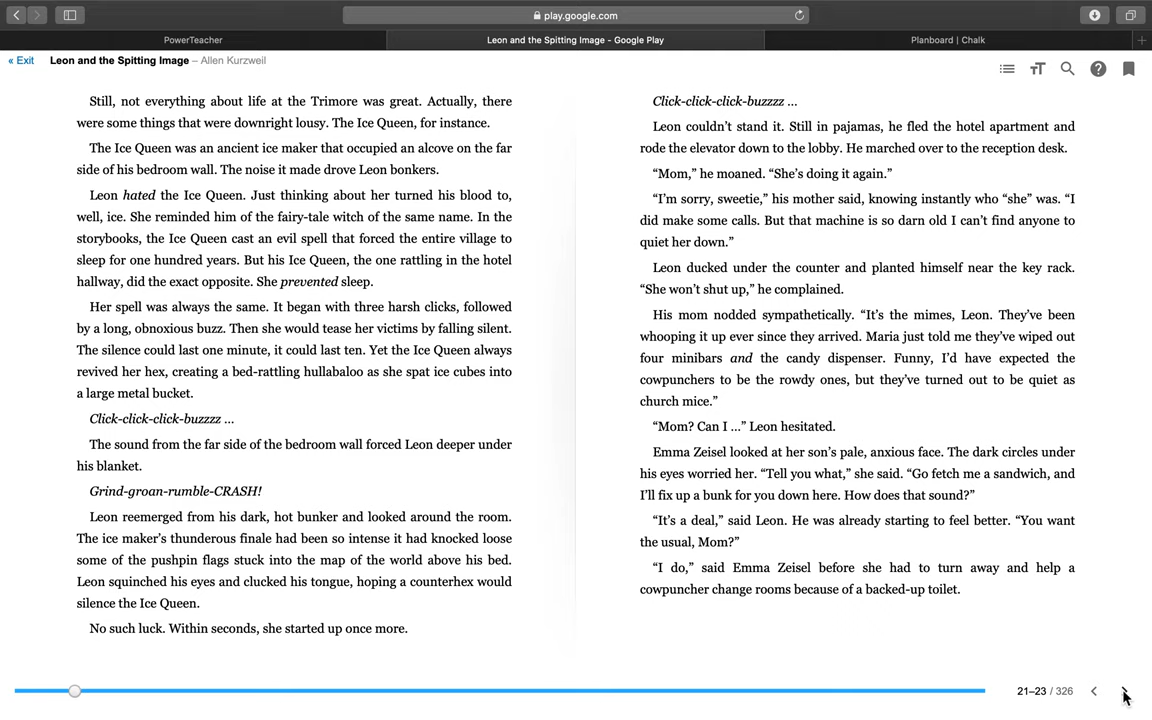 play.google.com
PowerTeacher
Leon and the Spitting Image - Google Play
Planboard | Chalk
« Exit Leon and the Spitting Image – Allen Kurzweil
Still, not everything about life at the Trimore was great. Actually, there
were some things that were downright lousy. The Ice Queen, for instance.
The Ice Queen was an ancient ice maker that occupied an alcove on the far
side of his bedroom wall. The noise it made drove Leon bonkers.
Leon hated the Ice Queen. Just thinking about her turned his blood to,
well, ice. She reminded him of the fairy-tale witch of the same name. In the
storybooks, the Ice Queen cast an evil spell that forced the entire village to
sleep for one hundred years. But his Ice Queen, the one rattling in the hotel
hallway, did the exact opposite. She prevented sleep.
Her spell was always the same. It began with three harsh clicks, followed
by a long, obnoxious buzz. Then she would tease her victims by falling silent.
The silence could last one minute, it could last ten. Yet the Ice Queen always
revived her hex, creating a bed-rattling hullabaloo as she spat ice cubes into
a large metal bucket.
Click-click-click-buzzzz ...
The sound from the far side of the bedroom wall forced Leon deeper under
his blanket.
Grind-groan-rumble-CRASH!
Leon reemerged from his dark, hot bunker and looked around the room.
The ice maker’s thunderous finale had been so intense it had knocked loose
some of the pushpin flags stuck into the map of the world above his bed.
Leon squinched his eyes and clucked his tongue, hoping a counterhex would
silence the Ice Queen.
No such luck. Within seconds, she started up once more.
Click-click-click-buzzzz ...
Leon couldn’t stand it. Still in pajamas, he fled the hotel apartment and
rode the elevator down to the lobby. He marched over to the reception desk.
“Mom,” he moaned. “She’s doing it again.”
“I’m sorry, sweetie,” his mother said, knowing instantly who “she” was. “I
did make some calls. But that machine is so darn old I can’t find anyone to
quiet her down.”
Leon ducked under the counter and planted himself near the key rack.
“She won’t shut up,” he complained.
His mom nodded sympathetically. “It’s the mimes, Leon. They’ve been
whooping it up ever since they arrived. Maria just told me they’ve wiped out
four minibars and the candy dispenser. Funny, I’d have expected the
cowpunchers to be the rowdy ones, but they’ve turned out to be quiet as
church mice.”
“Mom? Can I ...” Leon hesitated.
Emma Zeisel looked at her son’s pale, anxious face. The dark circles under
his eyes worried her. “Tell you what,” she said. “Go fetch me a sandwich, and
I’ll fix up a bunk for you down here. How does that sound?”
“It’s a deal,” said Leon. He was already starting to feel better. “You want
the usual, Mom?”
“I do,” said Emma Zeisel before she had to turn away and help a
cowpuncher change rooms because of a backed-up toilet.
21–23 / 326